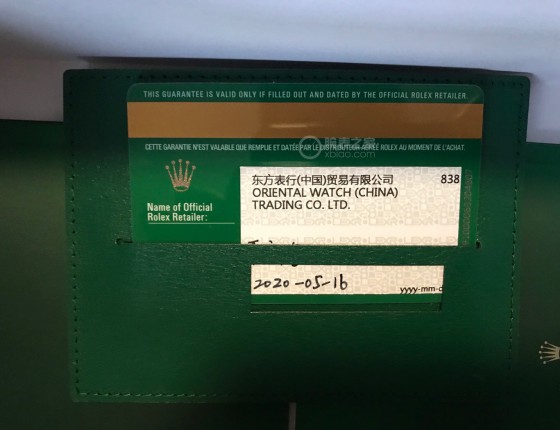 THIS GUARANTEE IS VALID ONLY IF FILLED OUT AND DATED BY THE OFFICIAL ROLEX RETAILER.
腕表之家
xbiao.com
CETTE GARANTIE N'EST VALABLE QUE REMPLIE ET DATÉE PAR LE DISTRIBUTEUR AGRÉÉ ROLEX AU MOMENT DE L'ACHAT.
Name of Official
Rolex Retailer:
东方表行(中国)贸易有限公司 838
ORIENTAL WATCH (CHINA)
TRADING CO. LTD.
2020-05-16
yyyy-mm-d